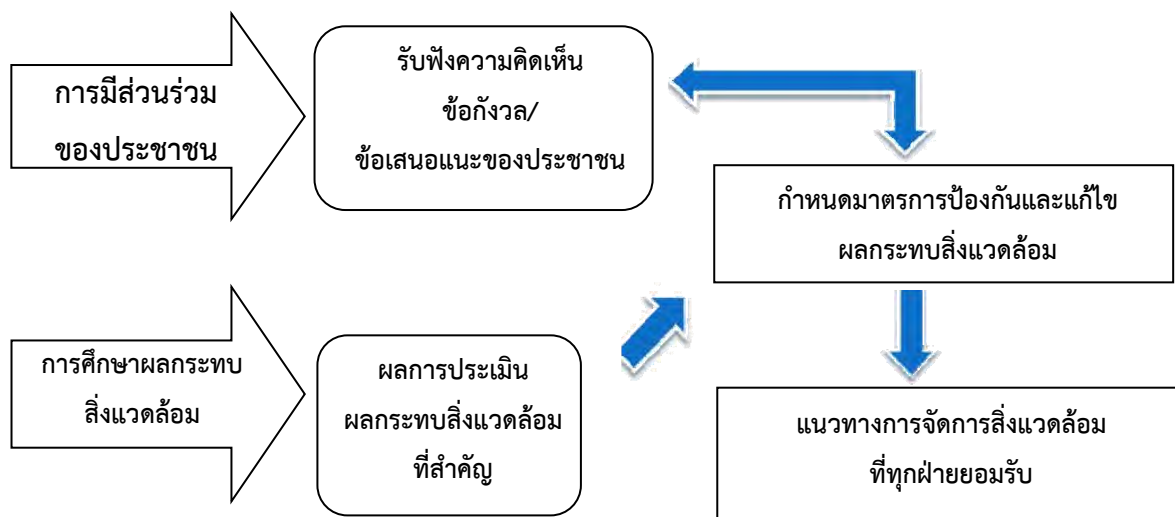 การมีส่วนร่วม
ของประชาชน
รับฟังความคิดเห็น
ข้อกังวล/
ข้อเสนอแนะของประชาชน
กำหนดมาตรการป้องกันและแก้ไข
ผลกระทบสิ่งแวดล้อม
การศึกษาผลกระทบ
สิ่งแวดล้อม
ผลการประเมิน
ผลกระทบสิ่งแวดล้อม
ที่สำคัญ
แนวทางการจัดการสิ่งแวดล้อม
ที่ทุกฝ่ายยอมรับ